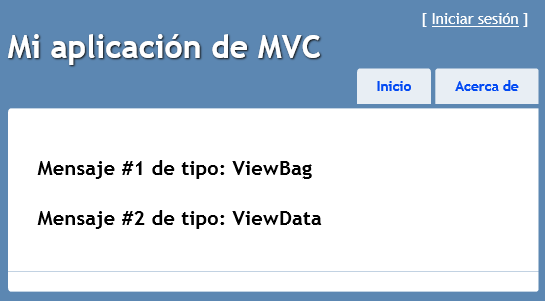 [ Iniciar sesión ]
Mi aplicación de MVC
Inicio
Acerca de
Mensaje #1 de tipo: ViewBag
Mensaje #2 de tipo: ViewData